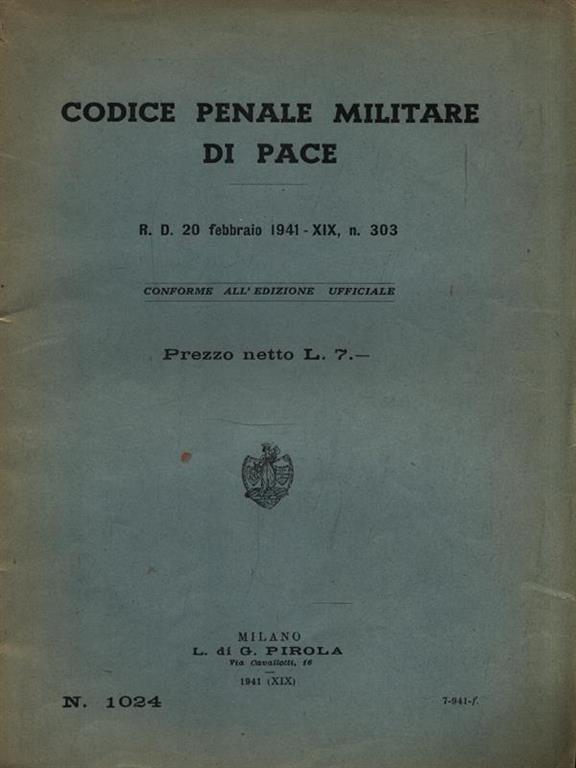 CODICE PENALE MILITARE
DI PACE
R. D. 20 febbraio 1941 - XIX, n. 303
CONFORME ALL' EDIZIONE UFFICIALE
Prezzo netto L. 7.—
MILANO
L. di G. PIROLA
Via Cavallotti, 16
1941 (XIX)
N. 1024
7-941-f.